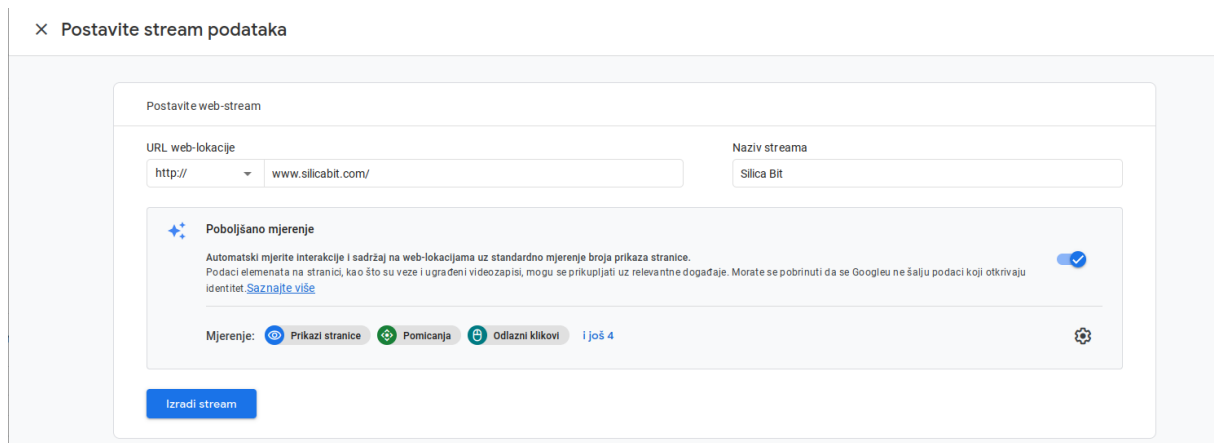 Postavite stream podataka
Postavite web-stream
URL web-lokacije
Naziv streama
http://
www.silicabit.com/
Silica Bit
Poboljšano mjerenje
Automatski mjerite interakcije i sadržaj na web-lokacijama uz standardno mjerenje broja prikaza stranice.
Podaci elemenata na stranici, kao što su veze i ugrađeni videozapisi, mogu se prikupljati uz relevantne događaje. Morate se pobrinuti da se Googleu ne šalju podaci koji otkrivaju
identitet.Saznajte više
Mjerenje: Prikazi stranice Pomicanja Odlazni klikovi i još 4
Izradi stream